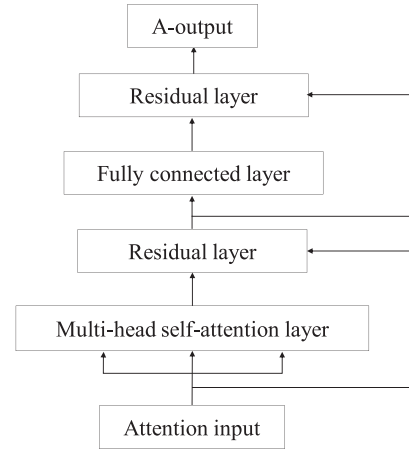 A-output
Residual layer
Fully connected layer
Residual layer
Multi-head self-attention layer
Attention input